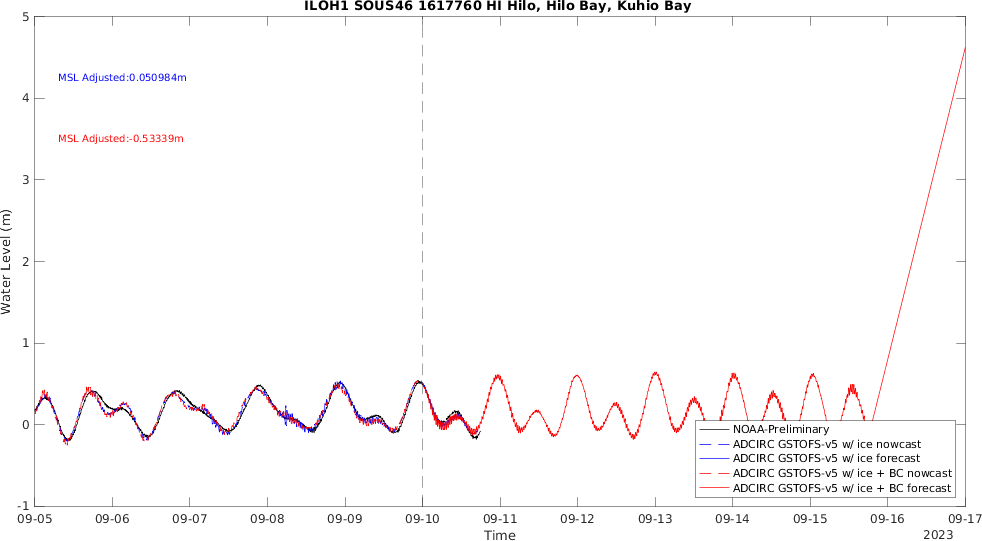 ILOH1 SOUS46 1617760 HI Hilo, Hilo Bay, Kuhio Bay
5
4
3
2
1
0
-1
Water Level (m)
MSL Adjusted:0.050984m
MSL Adjusted:-0.53339m
NOAA-Preliminary
ADCIRC GSTOFS-v5 w/ ice nowcast
ADCIRC GSTOFS-v5 w/ ice forecast
ADCIRC GSTOFS-v5 w/ ice + BC nowcast
ADCIRC GSTOFS-v5 w/ ice + BC forecast
09-05 09-06 09-07 09-08 09-09 09-10 09-11 09-12 09-13 09-14 09-15 09-16 09-17
Time
2023